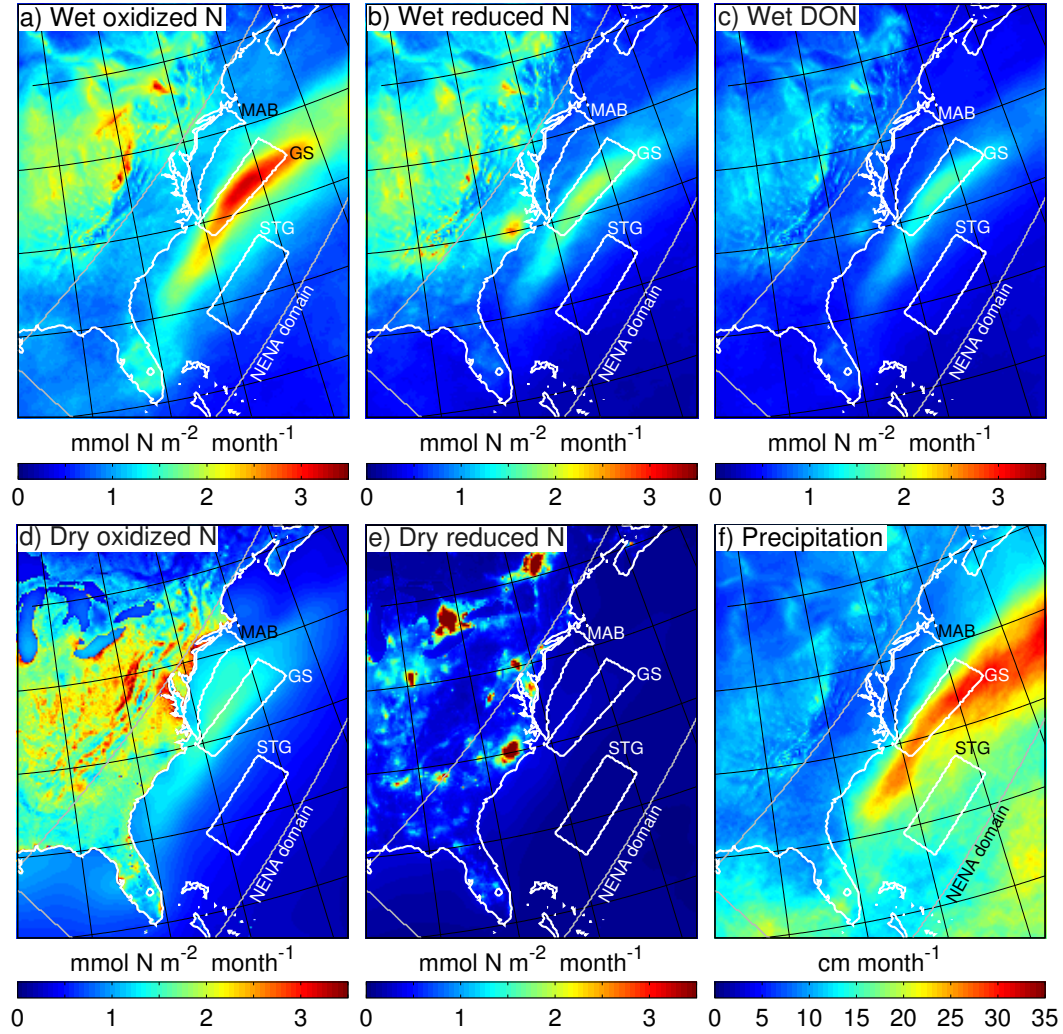 a) Wet oxidized N
MAB
GS
STG
NENA domain
mmol N m⁻² month⁻¹
0 1 2 3
b) Wet reduced N
MAB
GS
STG
NENA domain
mmol N m⁻² month⁻¹
0 1 2 3
c) Wet DON
MAB
GS
STG
NENA domain
mmol N m⁻² month⁻¹
0 1 2 3
d) Dry oxidized N
MAB
GS
STG
NENA domain
mmol N m⁻² month⁻¹
0 1 2 3
e) Dry reduced N
MAB
GS
STG
NENA domain
mmol N m⁻² month⁻¹
0 1 2 3
f) Precipitation
MAB
GS
STG
NENA domain
cm month⁻¹
0 5 10 15 20 25 30 35